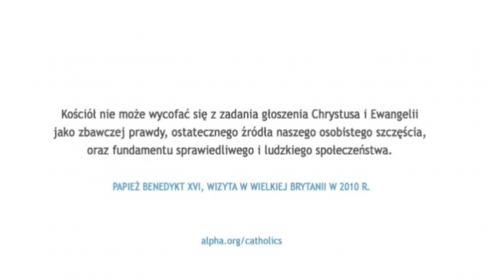 Kościół nie może wycofać się z zadania głoszenia Chrystusa i Ewangelii
jako zbawczej prawdy, ostatecznego źródła naszego osobistego szczęścia,
oraz fundamentu sprawiedliwego i ludzkiego społeczeństwa.
PAPIEŻ BENEDYKT XVI, WIZYTA W WIELKIEJ BRYTANII W 2010 R.
alpha.org/catholics